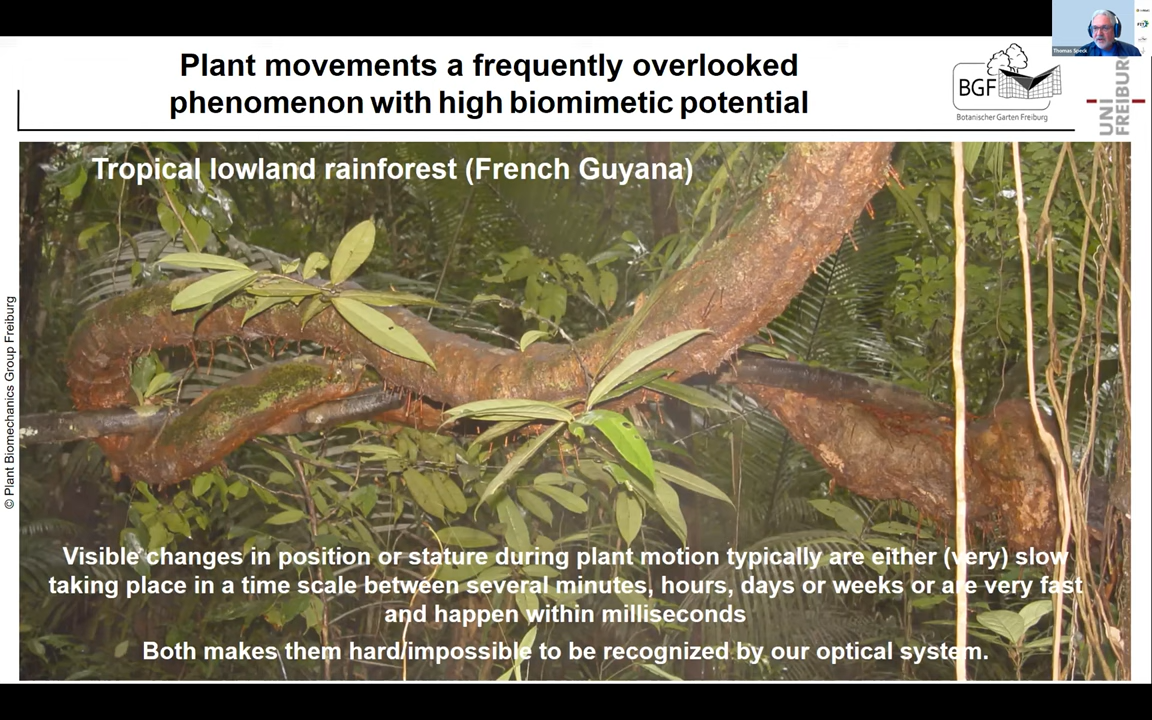 Thomas Speck
Plant movements a frequently overlooked
phenomenon with high biomimetic potential
BGF
Botanischer Garten Freiburg
UNI
FREIBURG
Tropical lowland rainforest (French Guyana)
© Plant Biomechanics Group Freiburg
Visible changes in position or stature during plant motion typically are either (very) slow
taking place in a time scale between several minutes, hours, days or weeks or are very fast
and happen within milliseconds
Both makes them hard/impossible to be recognized by our optical system.